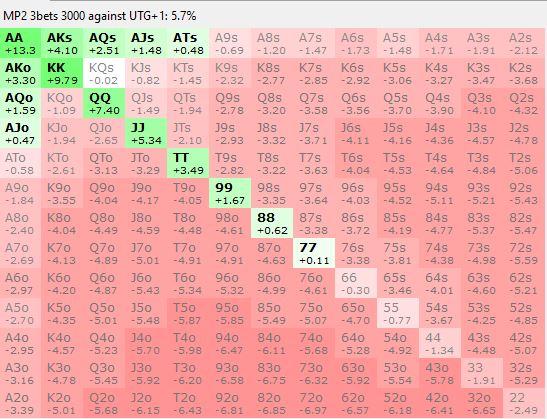 MP2 3bets 3000 against UTG+1: 5.7%
AA AKs AQs AJs ATs A9s A8s A7s A6s A5s A4s A3s A2s
+13.3 +4.10 +2.51 +1.48 +0.48 -0.69 -1.20 -1.47 -1.73 -1.48 -1.71 -1.91 -2.12
AKo KK KQs KJs KTs K9s K8s K7s K6s K5s K4s K3s K2s
+3.30 +9.79 -0.02 -0.82 -1.45 -2.32 -2.77 -2.85 -2.92 -3.06 -3.27 -3.47 -3.68
AQo KQo QQ QJs QTs Q9s Q8s Q7s Q6s Q5s Q4s Q3s Q2s
+1.59 -1.09 +7.40 -1.49 -1.94 -2.78 -3.20 -3.58 -3.56 -3.70 -3.90 -4.10 -4.32
AJo KJo QJo JJ JTs J9s J8s J7s J6s J5s J4s J3s J2s
+0.47 -1.94 -2.65 +5.34 -2.10 -2.93 -3.32 -3.71 -4.11 -4.16 -4.36 -4.57 -4.78
ATo KTo QTo JTo TT T9s T8s T7s T6s T5s T4s T3s T2s
-0.58 -2.61 -3.13 -3.29 +3.49 -2.82 -3.22 -3.63 -4.04 -4.53 -4.64 -4.84 -5.06
A9o K9o Q9o J9o T9o 99 98s 97s 96s 95s 94s 93s 92s
-1.84 -3.55 -4.04 -4.17 -4.05 +1.67 -3.35 -3.64 -4.03 -4.52 -5.11 -5.21 -5.43
A8o K8o Q8o J8o T8o 98o 88 87s 86s 85s 84s 83s 82s
-2.40 -4.04 -4.49 -4.59 -4.48 -4.61 +0.62 -3.38 -3.72 -4.19 -4.77 -5.37 -5.47
A7o K7o Q7o J7o T7o 97o 87o 77 76s 75s 74s 73s 72s
-2.69 -4.13 -4.89 -5.01 -4.91 -4.91 -4.63 +0.11 -3.38 -3.81 -4.38 -4.98 -5.59
A6o K6o Q6o J6o T6o 96o 86o 76o 66 65s 64s 63s 62s
-2.97 -4.20 -4.87 -5.43 -5.34 -5.32 -4.99 -4.61 -0.30 -3.46 -4.01 -4.60 -5.21
A5o K5o Q5o J5o T5o 95o 85o 75o 65o 55 54s 53s 52s
-2.70 -4.35 -5.01 -5.48 -5.87 -5.85 -5.49 -5.07 -4.70 -0.77 -3.67 -4.25 -4.85
A4o K4o Q4o J4o T4o 94o 84o 74o 64o 54o 44 43s 42s
-2.95 -4.57 -5.23 -5.70 -5.98 -6.47 -6.11 -5.68 -5.28 -4.92 -1.34 -4.48 -5.07
A3o K3o Q3o J3o T3o 93o 83o 73o 63o 53o 43o 33 32s
-3.16 -4.78 -5.45 -5.92 -6.20 -6.58 -6.75 -6.32 -5.92 -5.54 -5.78 -1.91 -5.29
A2o K2o Q2o J2o T2o 92o 82o 72o 62o 52o 42o 32o 22
-3.39 -5.01 -5.68 -6.15 -6.43 -6.81 -6.85 -6.97 -6.57 -6.18 -6.41 -6.63 -2.49